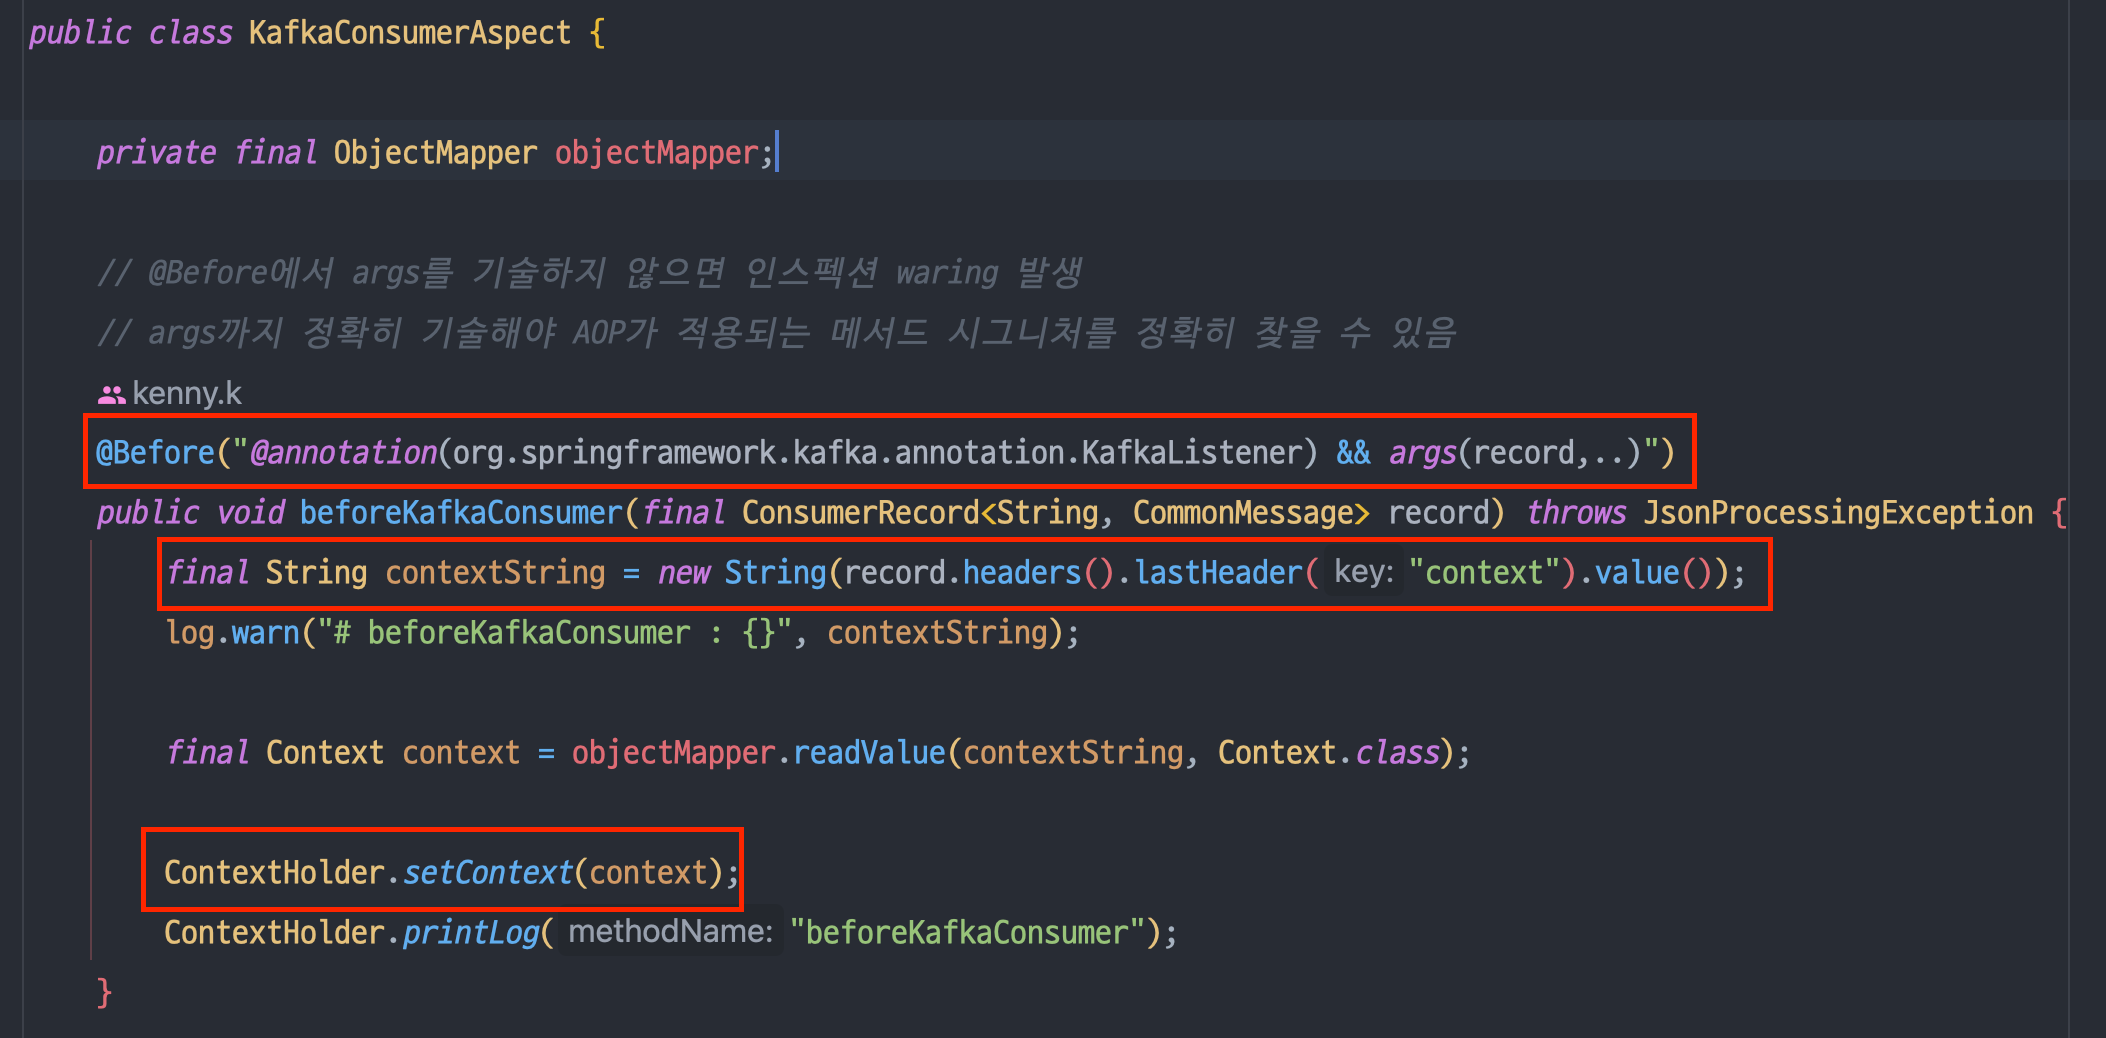 public class KafkaConsumerAspect {
private final ObjectMapper objectMapper;
// @Before에서 args를 기술하지 않으면 인스펙션 waring 발생
// args까지 정확히 기술해야 AOP가 적용되는 메서드 시그니처를 정확히 찾을 수 있음
kenny.k
@Before("@annotation(org.springframework.kafka.annotation.KafkaListener) && args(record,..)")
public void beforeKafkaConsumer(final ConsumerRecord<String, CommonMessage> record) throws JsonProcessingException {
final String contextString = new String(record.headers().lastHeader( key: "context").value());
log.warn("# beforeKafkaConsumer : {}", contextString);
final Context context = objectMapper.readValue(contextString, Context.class);
ContextHolder.setContext(context);
ContextHolder.printLog( methodName: "beforeKafkaConsumer");
}